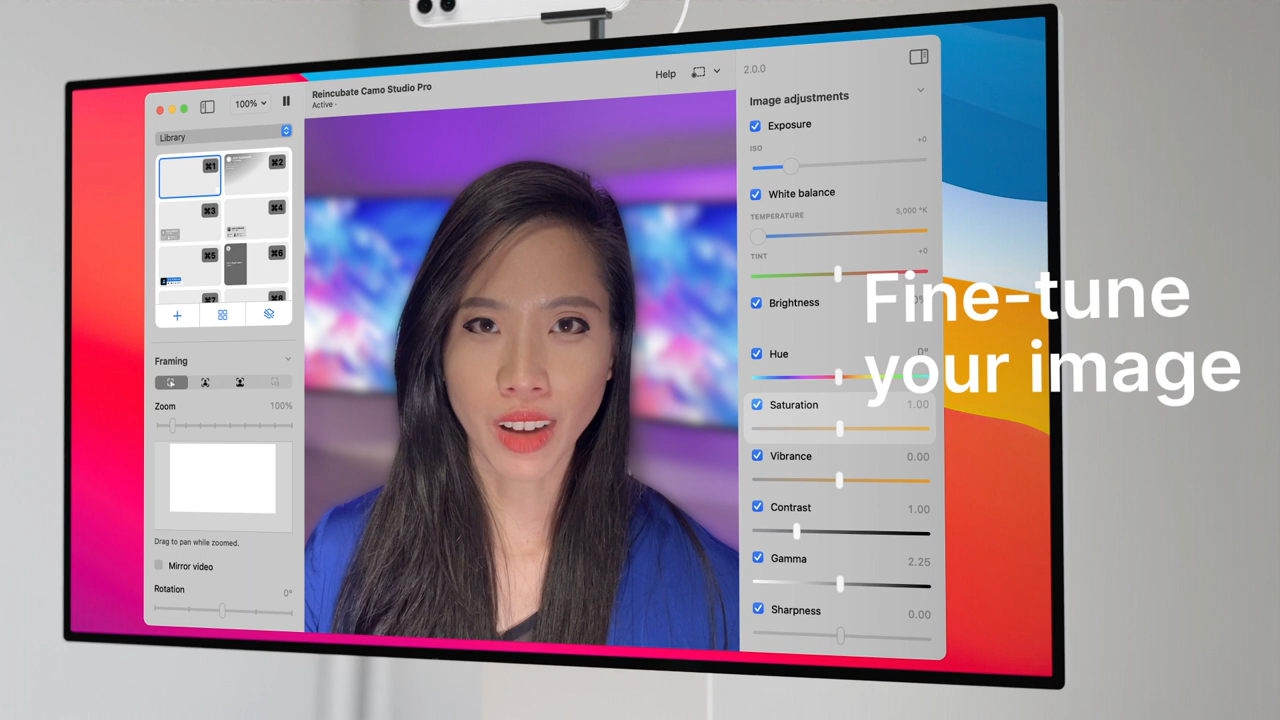 Reincubate Camo Studio Pro
Active ·
100%
Help
2.0.0
Library
⌘1
⌘2
⌘3
⌘4
⌘5
⌘6
⌘7
⌘8
Framing
Zoom
100%
Drag to pan while zoomed.
Mirror video
Rotation
0°
Image adjustments
Exposure
ISO
+0
White balance
TEMPERATURE
3,000 °K
TINT
+0
Brightness
Hue
0°
Saturation
1.00
Vibrance
0.00
Contrast
1.00
Gamma
2.25
Sharpness
0.00
Fine-tune
your image